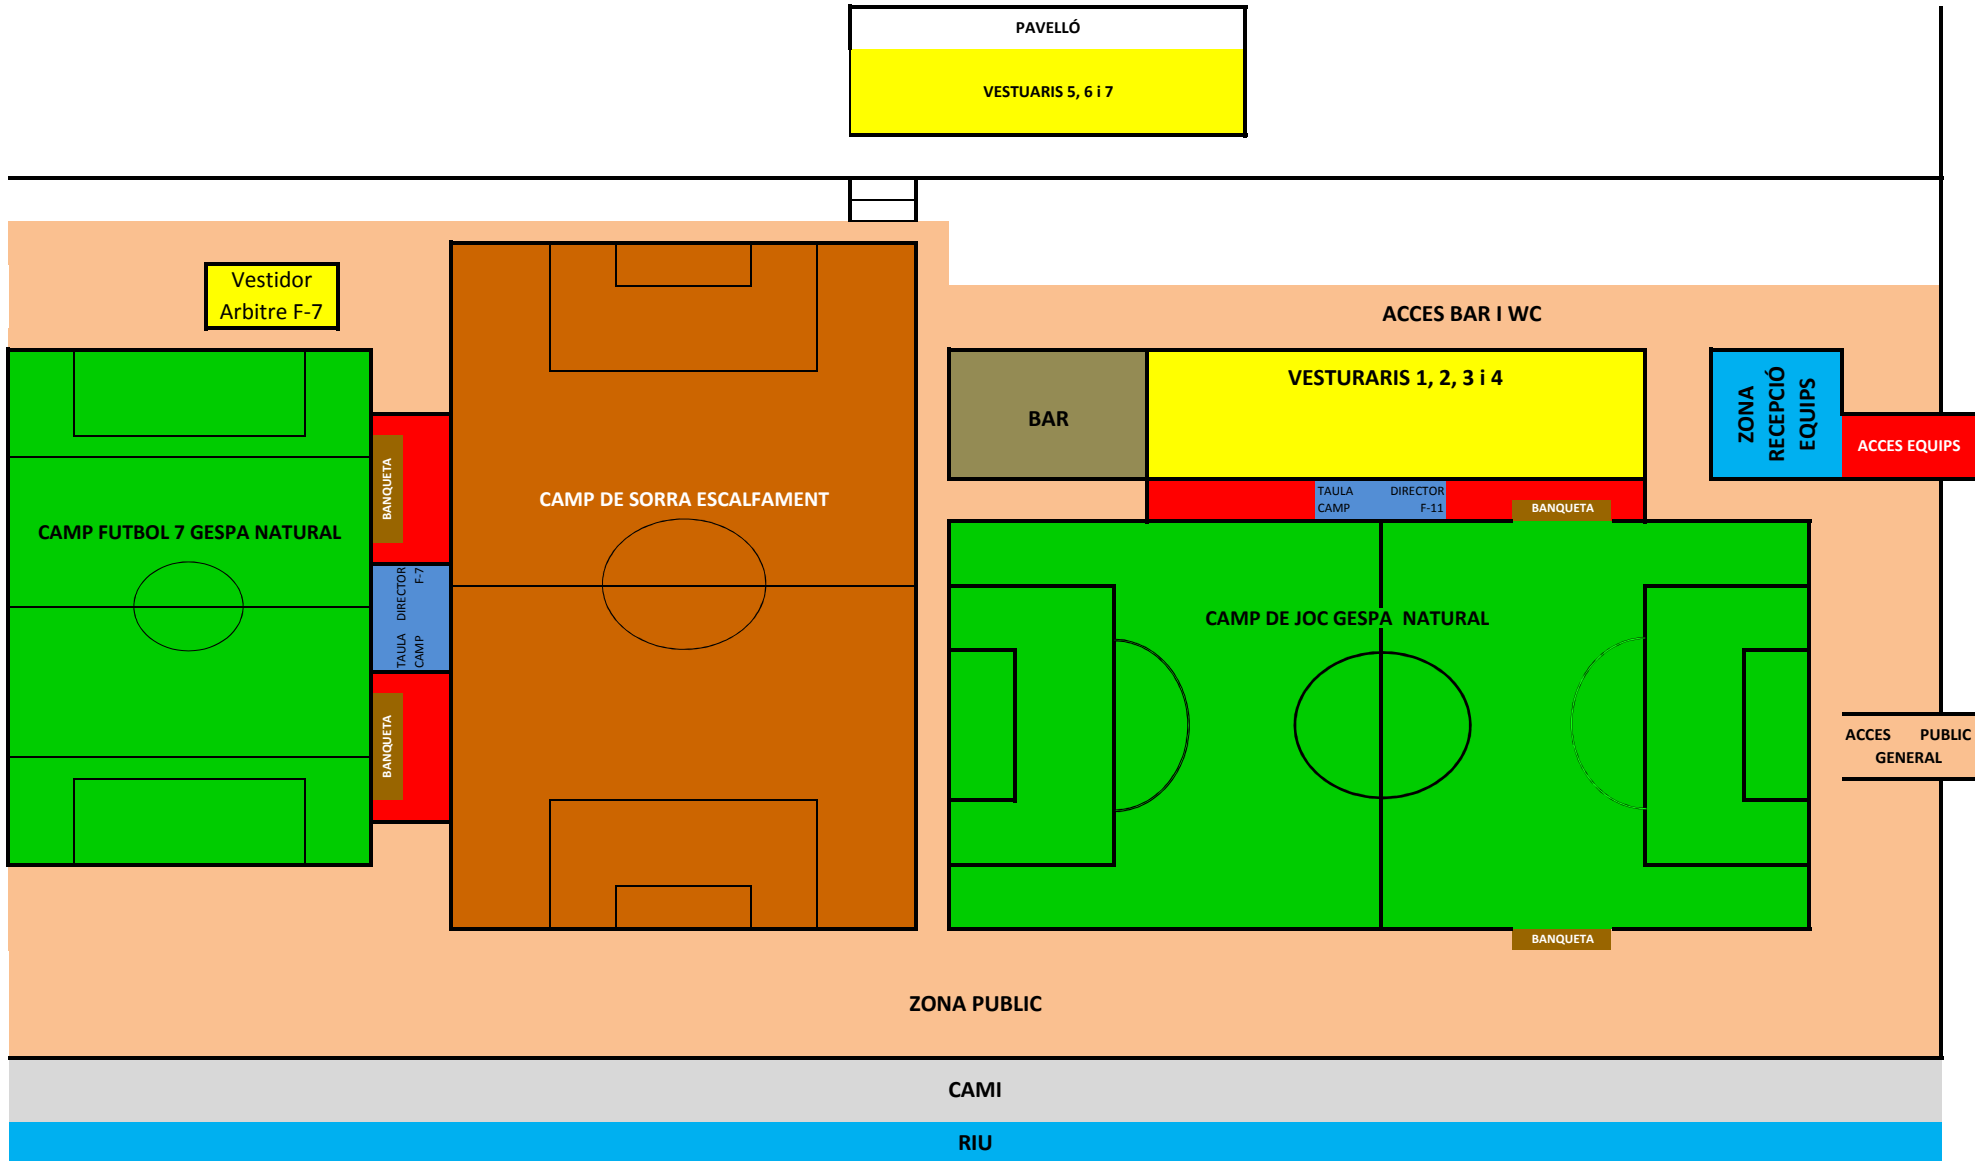 PAVELLÓ
VESTUARIS 5, 6 i 7
Vestidor
Arbitre F-7
ACCES BAR I WC
BAR
VESTURARIS 1, 2, 3 i 4
ZONA
RECEPCIÓ
EQUIPS
ACCES EQUIPS
TAULA DIRECTOR
CAMP F-11
BANQUETA
BANQUETA
CAMP DE SORRA ESCALFAMENT
CAMP FUTBOL 7 GESPA NATURAL
TAULA DIRECTOR
CAMP F-7
BANQUETA
CAMP DE JOC GESPA NATURAL
ACCES PUBLIC
GENERAL
BANQUETA
ZONA PUBLIC
CAMI
RIU